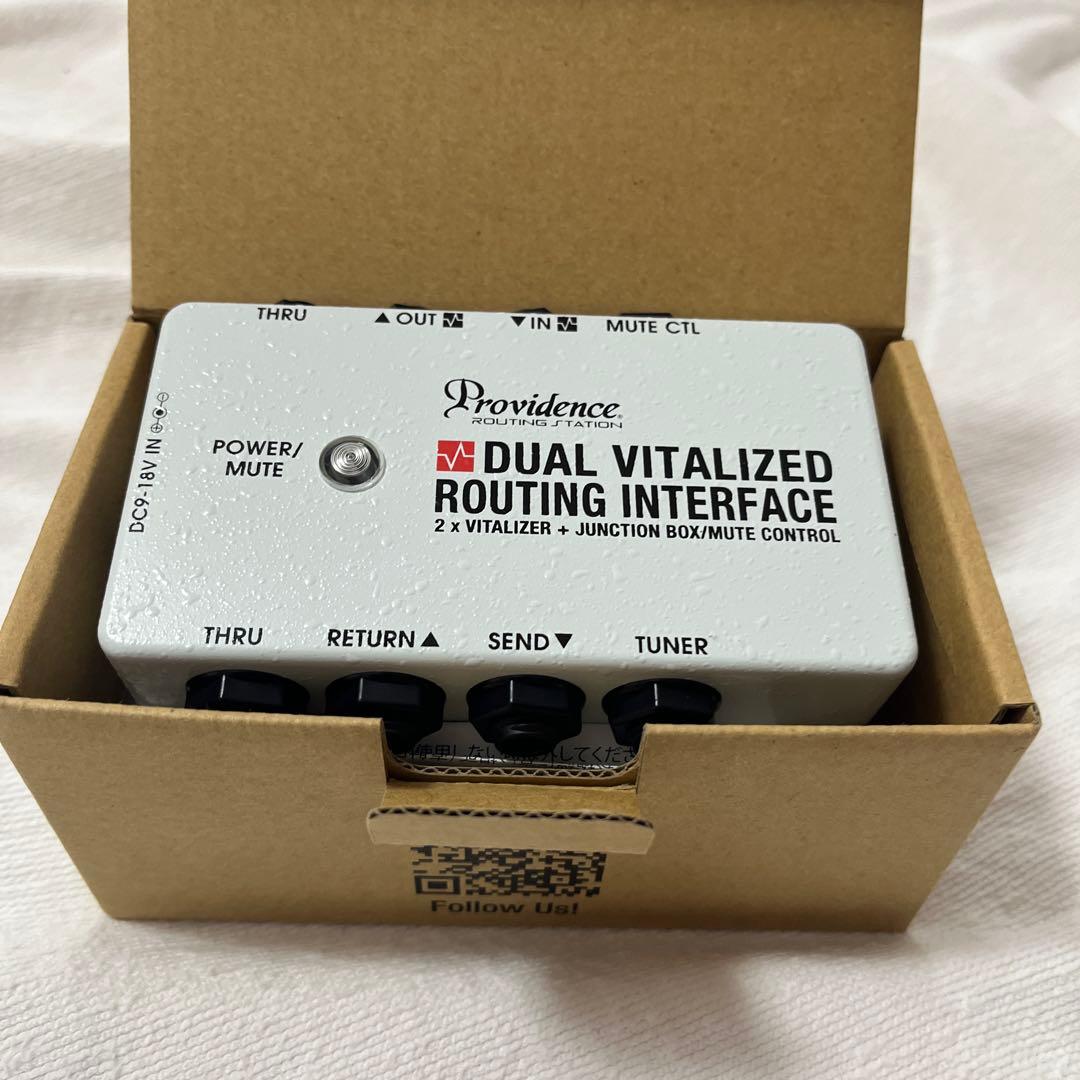 THRU ▲OUT ▼IN MUTE CTL
Providence®
ROUTING STATION
DC9-18V IN
POWER/
MUTE
DUAL VITALIZED
ROUTING INTERFACE
2 x VITALIZER + JUNCTION BOX/MUTE CONTROL
THRU RETURN▲ SEND▼ TUNER
Follow Us!